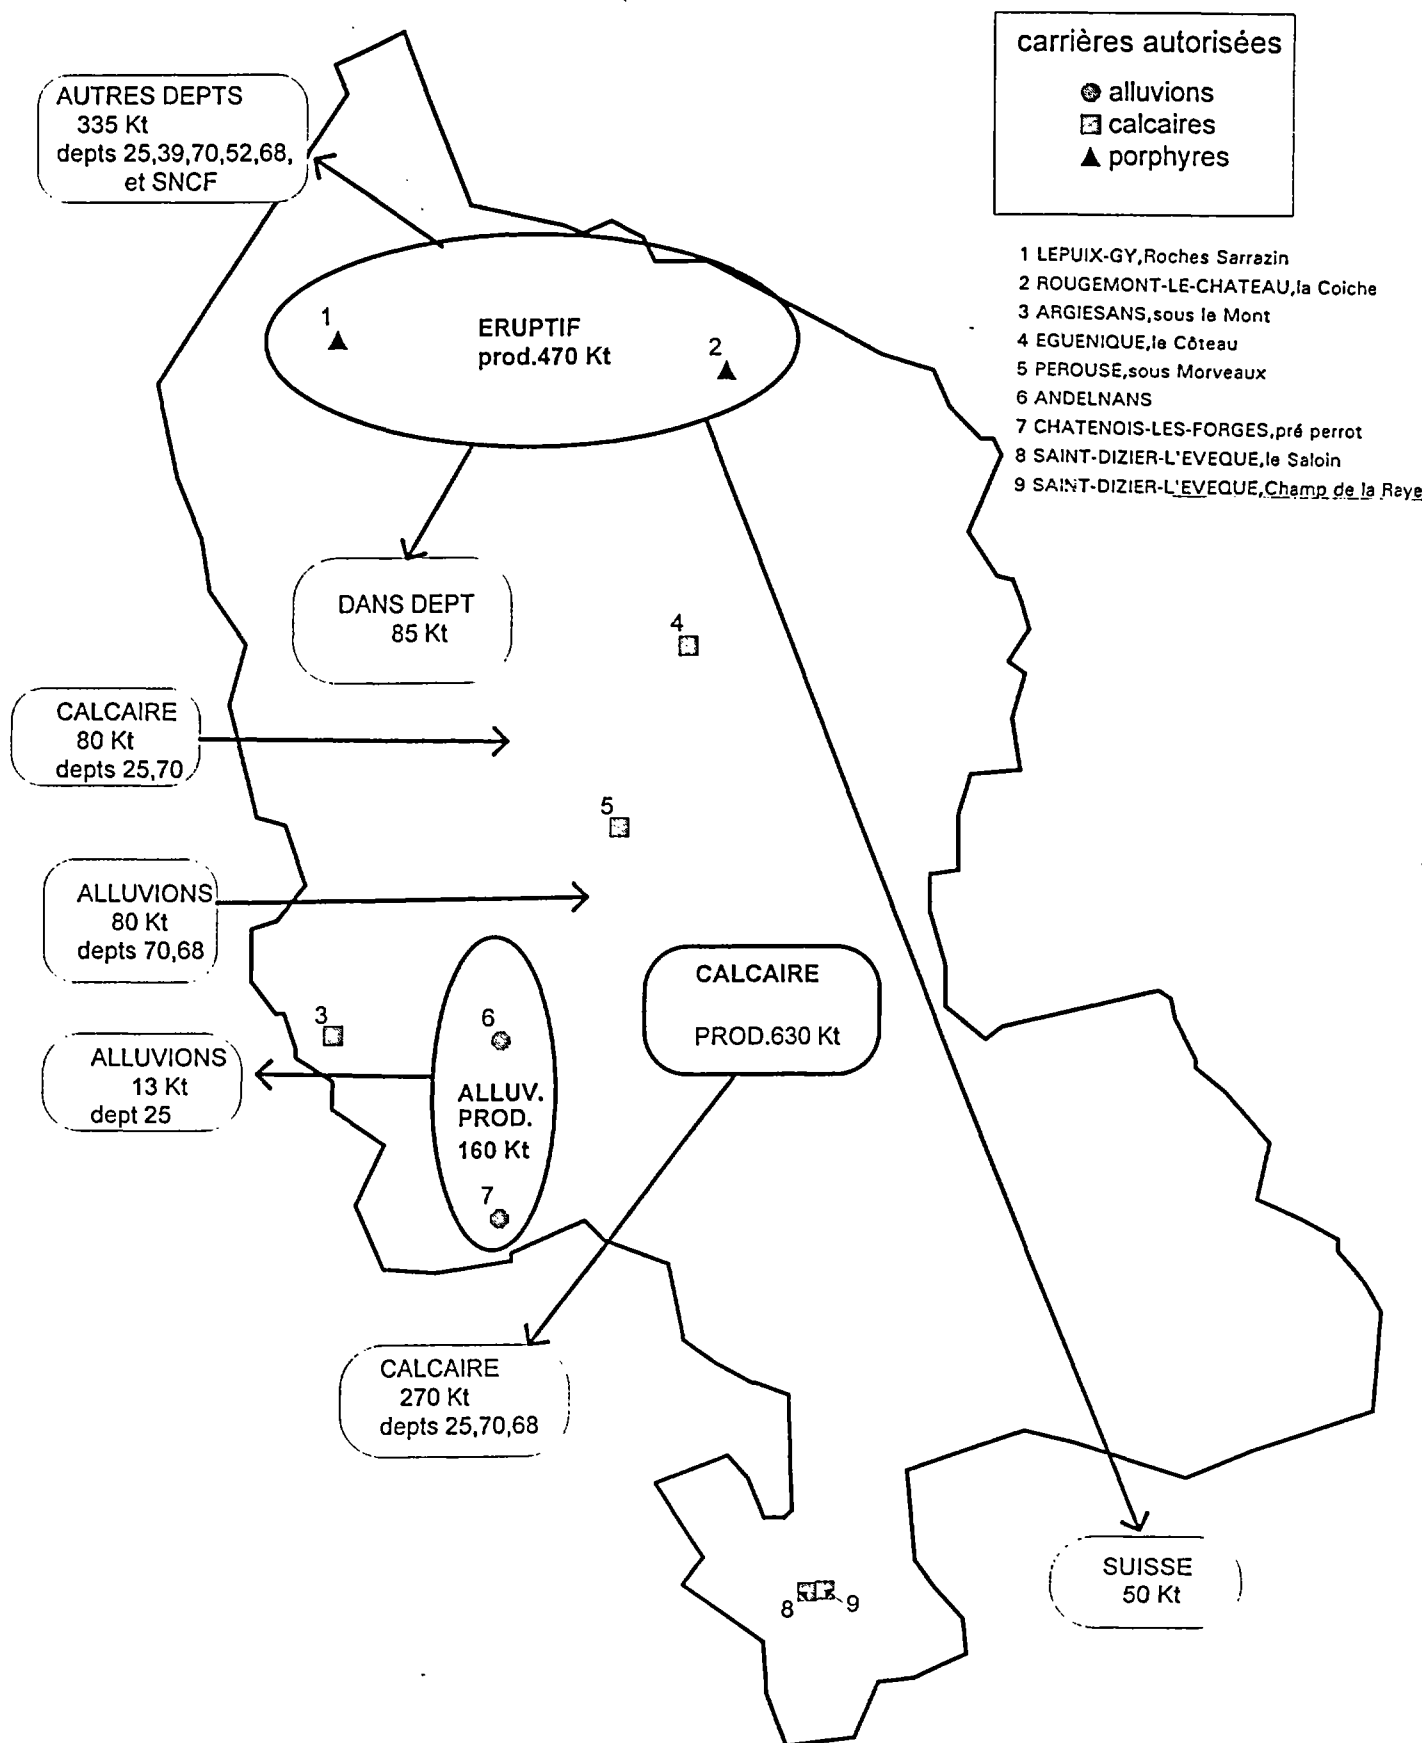 carrières autorisées
alluvions
calcaires
porphyres
1 LEPUIX-GY,Roches Sarrazin
2 ROUGEMONT-LE-CHATEAU,la Coiche
3 ARGIESANS,sous le Mont
4 EGUENIQUE,le Côteau
5 PEROUSE,sous Morveaux
6 ANDELNANS
7 CHATENOIS-LES-FORGES,pré perrot
8 SAINT-DIZIER-L'EVEQUE,le Saloin
9 SAINT-DIZIER-L'EVEQUE,Champ de la Raye
AUTRES DEPTS
335 Kt
depts 25,39,70,52,68,
et SNCF
1
ERUPTIF
prod.470 Kt
2
DANS DEPT
85 Kt
4
CALCAIRE
80 Kt
depts 25,70
5
ALLUVIONS
80 Kt
depts 70,68
CALCAIRE
PROD.630 Kt
3
6
ALLUVIONS
13 Kt
dept 25
ALLUV.
PROD.
160 Kt
7
CALCAIRE
270 Kt
depts 25,70,68
SUISSE
50 Kt
8
9